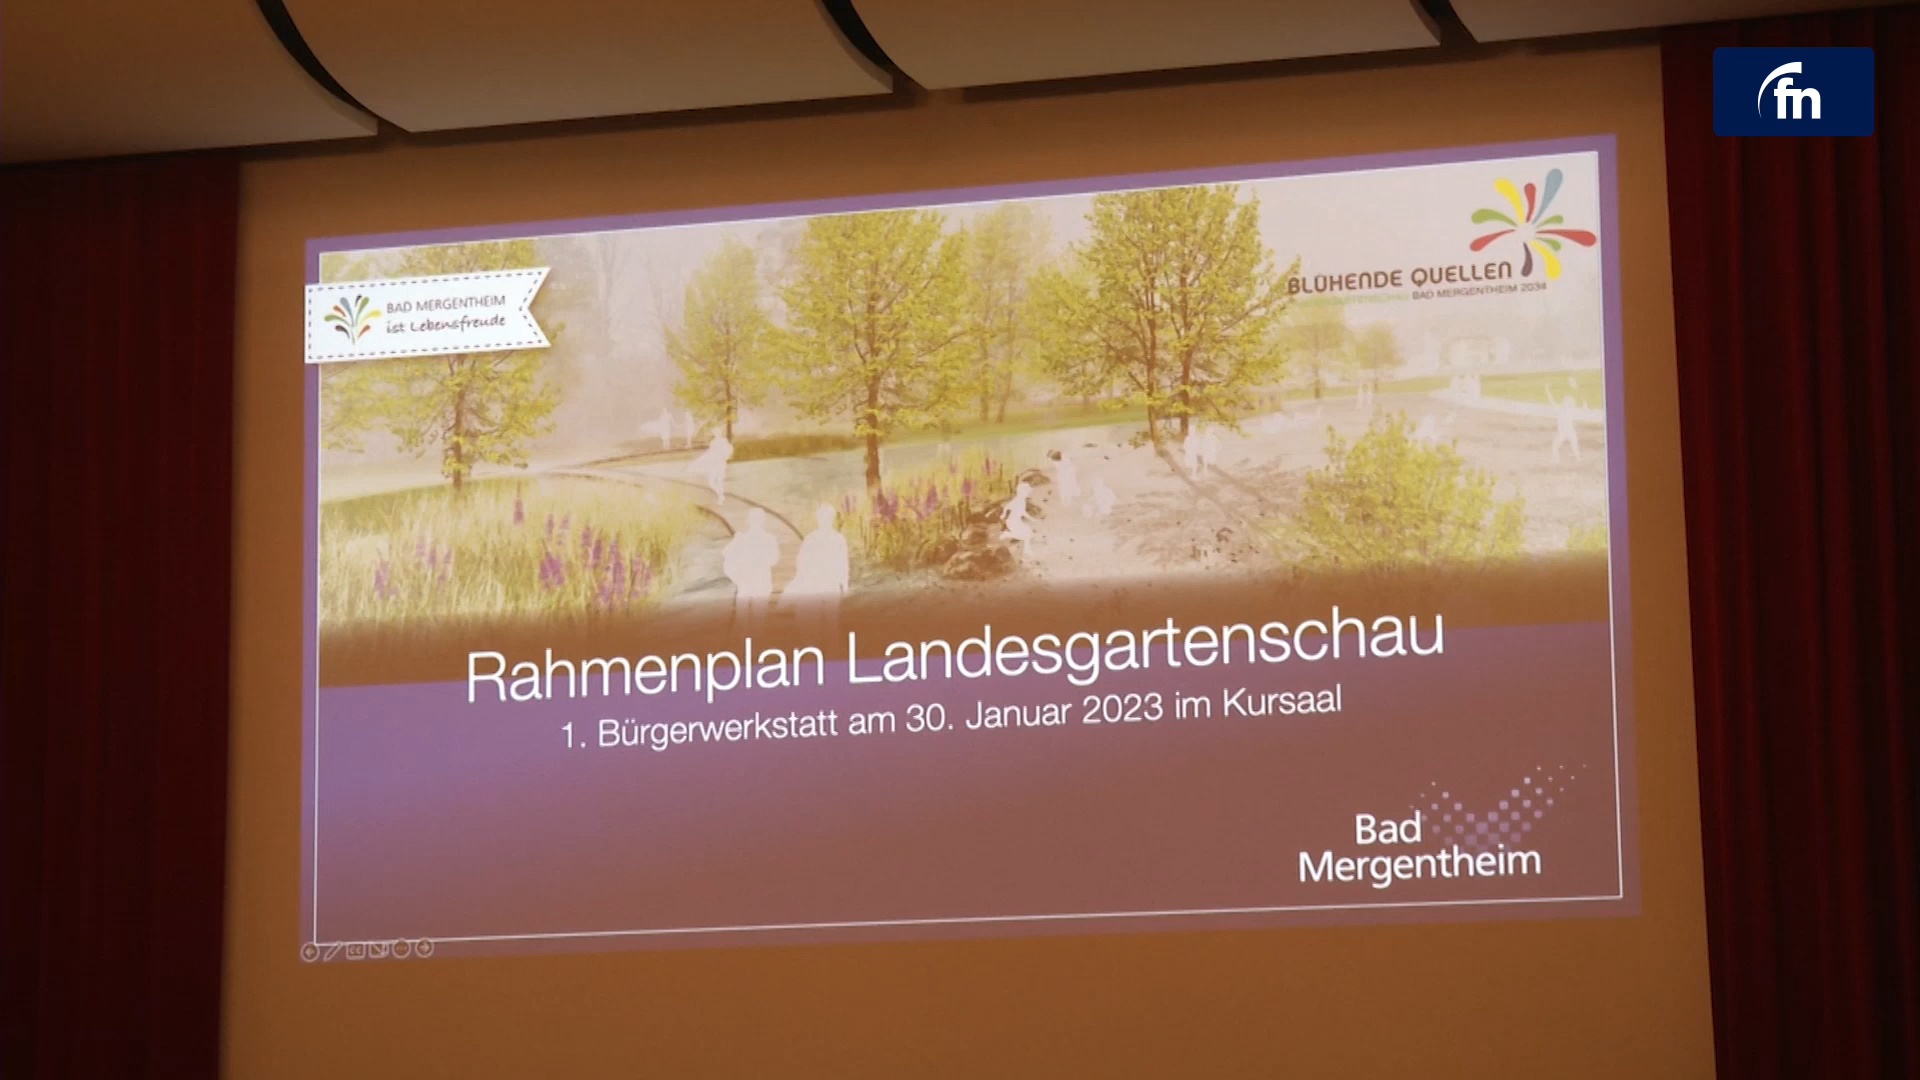 fn
BLÜHENDE QUELLEN
BAD MERGENTHEIM 2034
BAD MERGENTHEIM
ist Lebensfreude
Rahmenplan Landesgartenschau
1. Bürgerwerkstatt am 30. Januar 2023 im Kursaal
Bad
Mergentheim